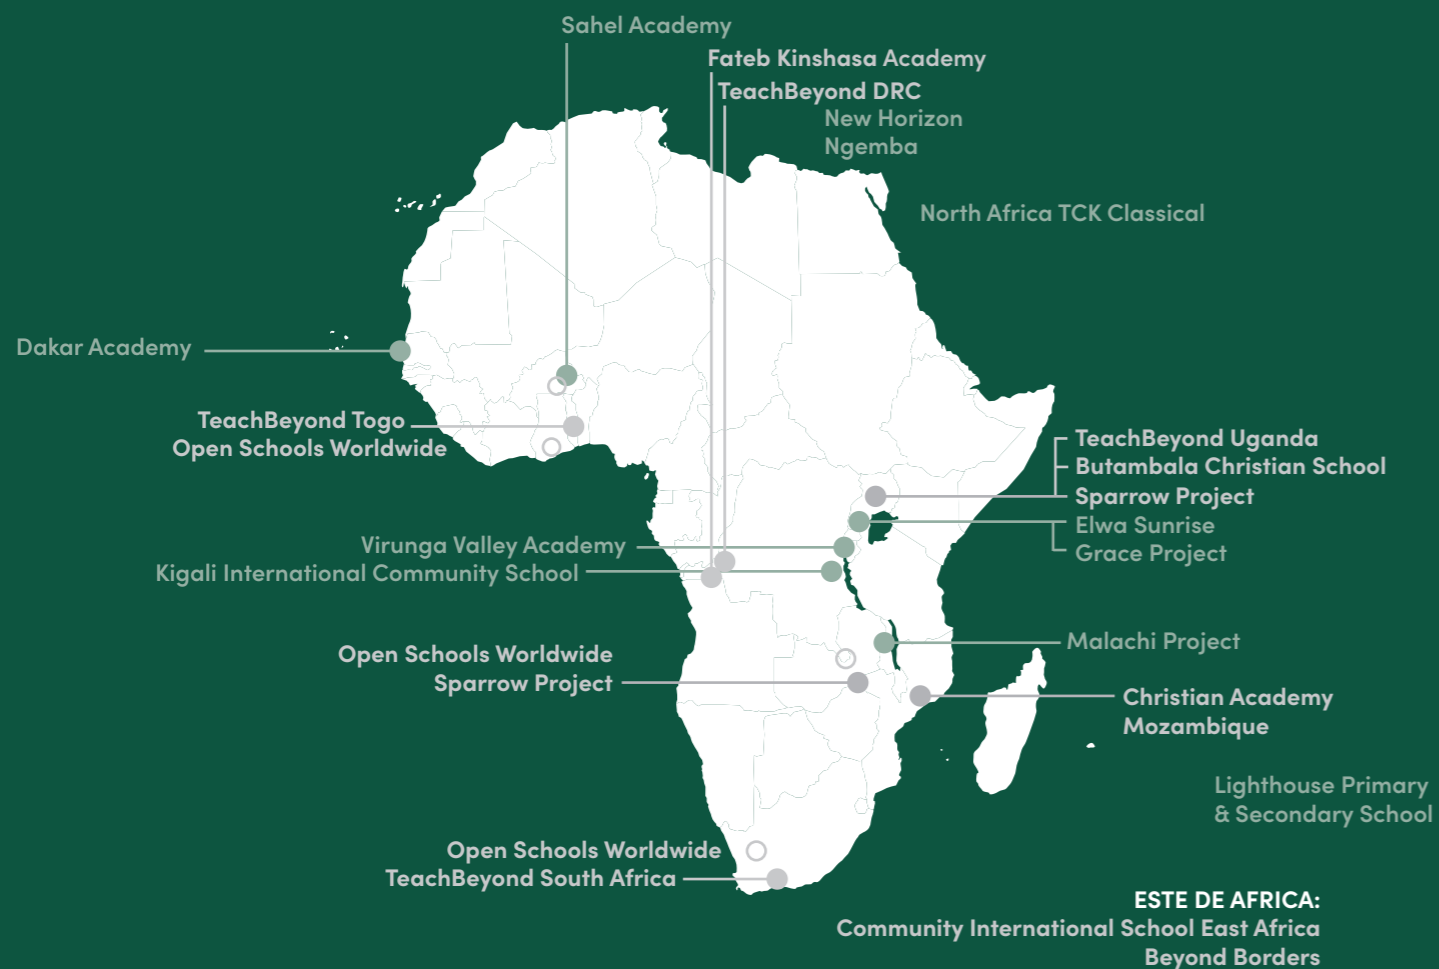 Sahel Academy
Fateb Kinshasa Academy
TeachBeyond DRC
New Horizon
Ngemba
North Africa TCK Classical
Dakar Academy
TeachBeyond Togo
Open Schools Worldwide
TeachBeyond Uganda
Butambala Christian School
Sparrow Project
Elwa Sunrise
Grace Project
Virunga Valley Academy
Kigali International Community School
Malachi Project
Open Schools Worldwide
Sparrow Project
Christian Academy
Mozambique
Lighthouse Primary
& Secondary School
Open Schools Worldwide
TeachBeyond South Africa
ESTE DE AFRICA:
Community International School East Africa
Beyond Borders